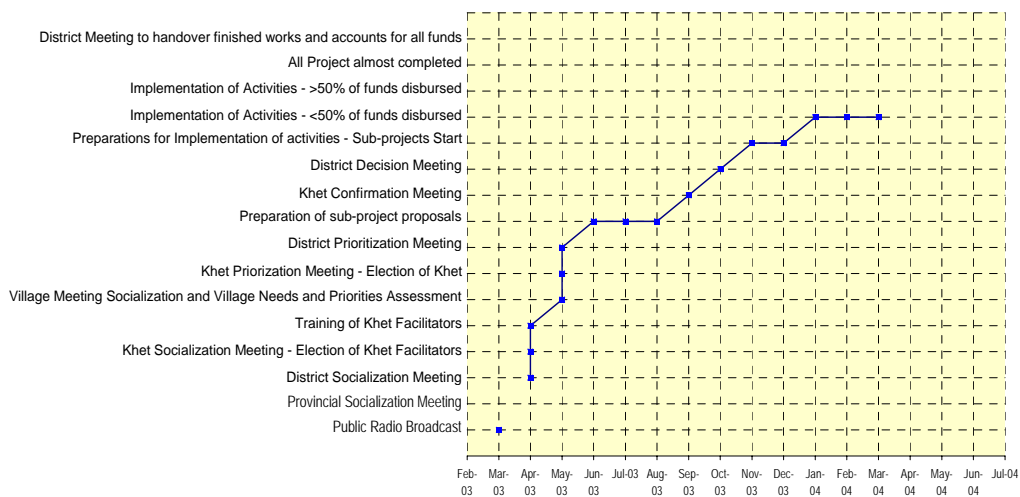 District Meeting to handover finished works and accounts for all funds
All Project almost completed
Implementation of Activities - >50% of funds disbursed
Implementation of Activities - <50% of funds disbursed
Preparations for Implementation of activities - Sub-projects Start
District Decision Meeting
Khet Confirmation Meeting
Preparation of sub-project proposals
District Prioritization Meeting
Khet Priorization Meeting - Election of Khet
Village Meeting Socialization and Village Needs and Priorities Assessment
Training of Khet Facilitators
Khet Socialization Meeting - Election of Khet Facilitators
District Socialization Meeting
Provincial Socialization Meeting
Public Radio Broadcast
Feb- Mar- Apr- May- Jun- Jul-03 Aug- Sep- Oct- Nov- Dec- Jan- Feb- Mar- Apr- May- Jun- Jul-04
03 03 03 03 03 03 03 03 03 03 04 04 04 04 04 04